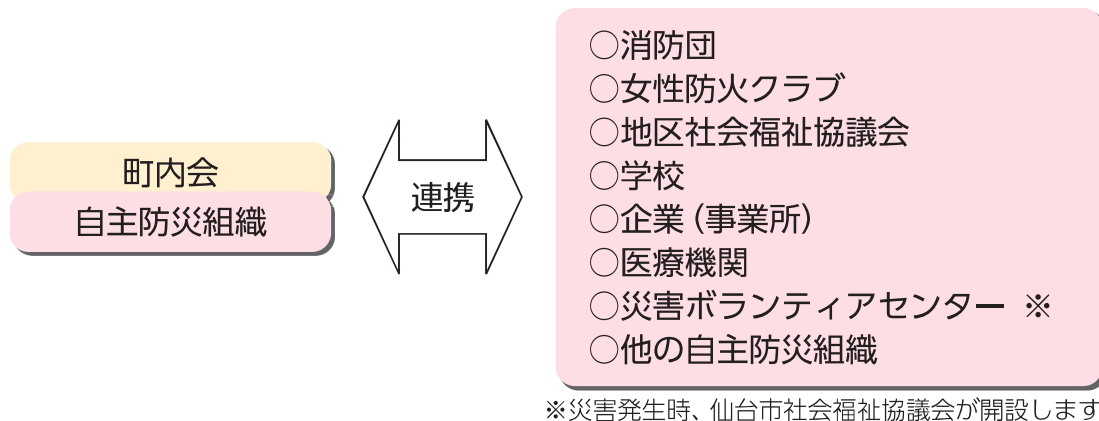 町内会
自主防災組織
連携
○消防団
○女性防火クラブ
○地区社会福祉協議会
○学校
○企業（事業所）
○医療機関
○災害ボランティアセンター ※
○他の自主防災組織
※災害発生時、仙台市社会福祉協議会が開設します